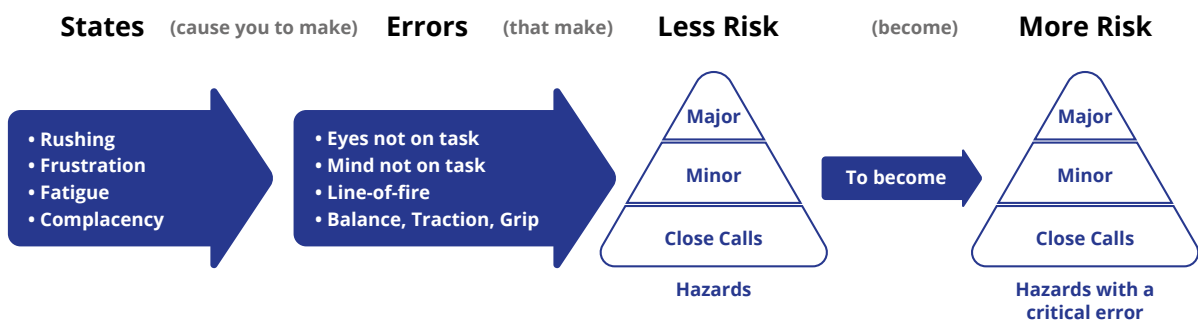 States (cause you to make) Errors (that make) Less Risk (become) More Risk
• Rushing
• Frustration
• Fatigue
• Complacency
• Eyes not on task
• Mind not on task
• Line-of-fire
• Balance, Traction, Grip
Major
Minor
Close Calls
Hazards
To become
Major
Minor
Close Calls
Hazards with a
critical error